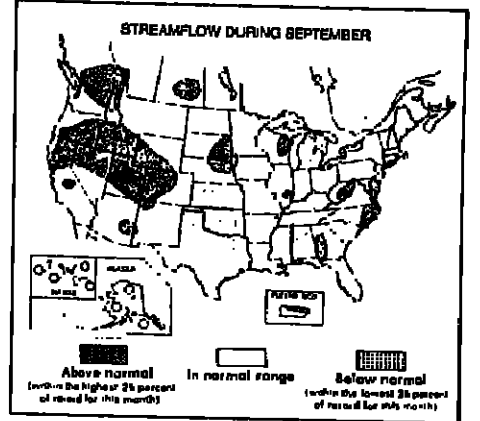 STREAMFLOW DURING SEPTEMBER
ALASKA
HAWAII
PUERTO RICO
Above normal
(within the highest 25 percent
of record for this month)
In normal range
Below normal
(within the lowest 25 percent
of record for this month)